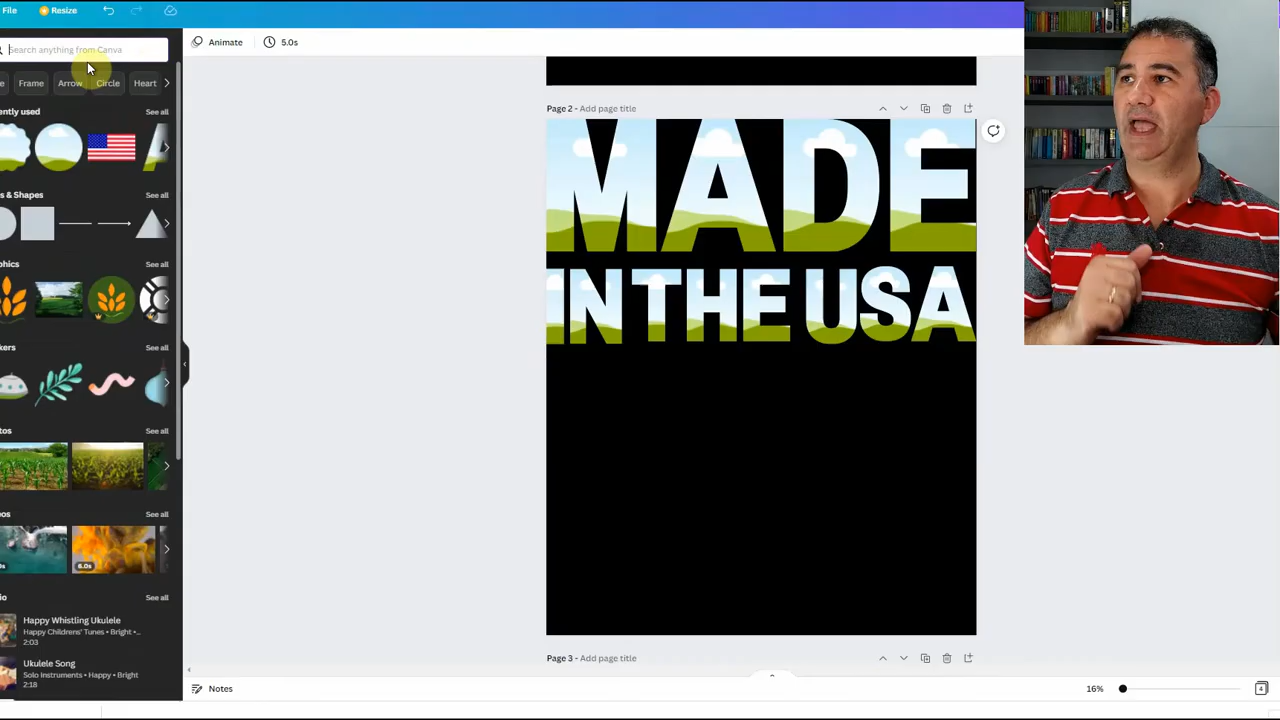 File Resize
Animate 5.0s
Search anything from Canva
e Frame Arrow Circle Heart
ently used See all
s & Shapes See all
phics See all
kers See all
tos See all
eos See all
0s 6.0s
io See all
Happy Whistling Ukulele
Happy Childrens' Tunes • Bright •...
2:03
Ukulele Song
Solo Instruments • Happy • Bright
2:18
Page 2 - Add page title
MADE
IN THE USA
Page 3 - Add page title
Notes
16%
4